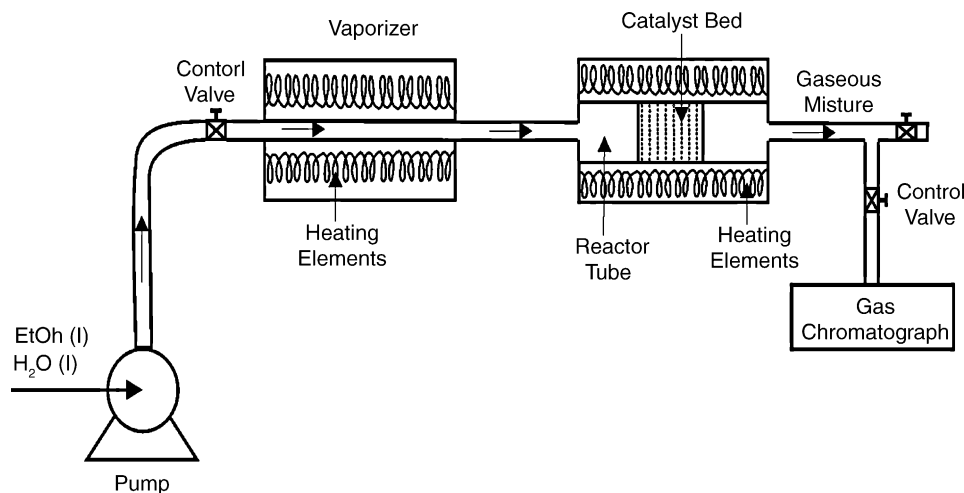 Vaporizer
Contorl
Valve
Catalyst Bed
Gaseous
Misture
Heating
Elements
Reactor
Tube
Heating
Elements
Control
Valve
Gas
Chromatograph
EtOh (l)
H₂O (l)
Pump